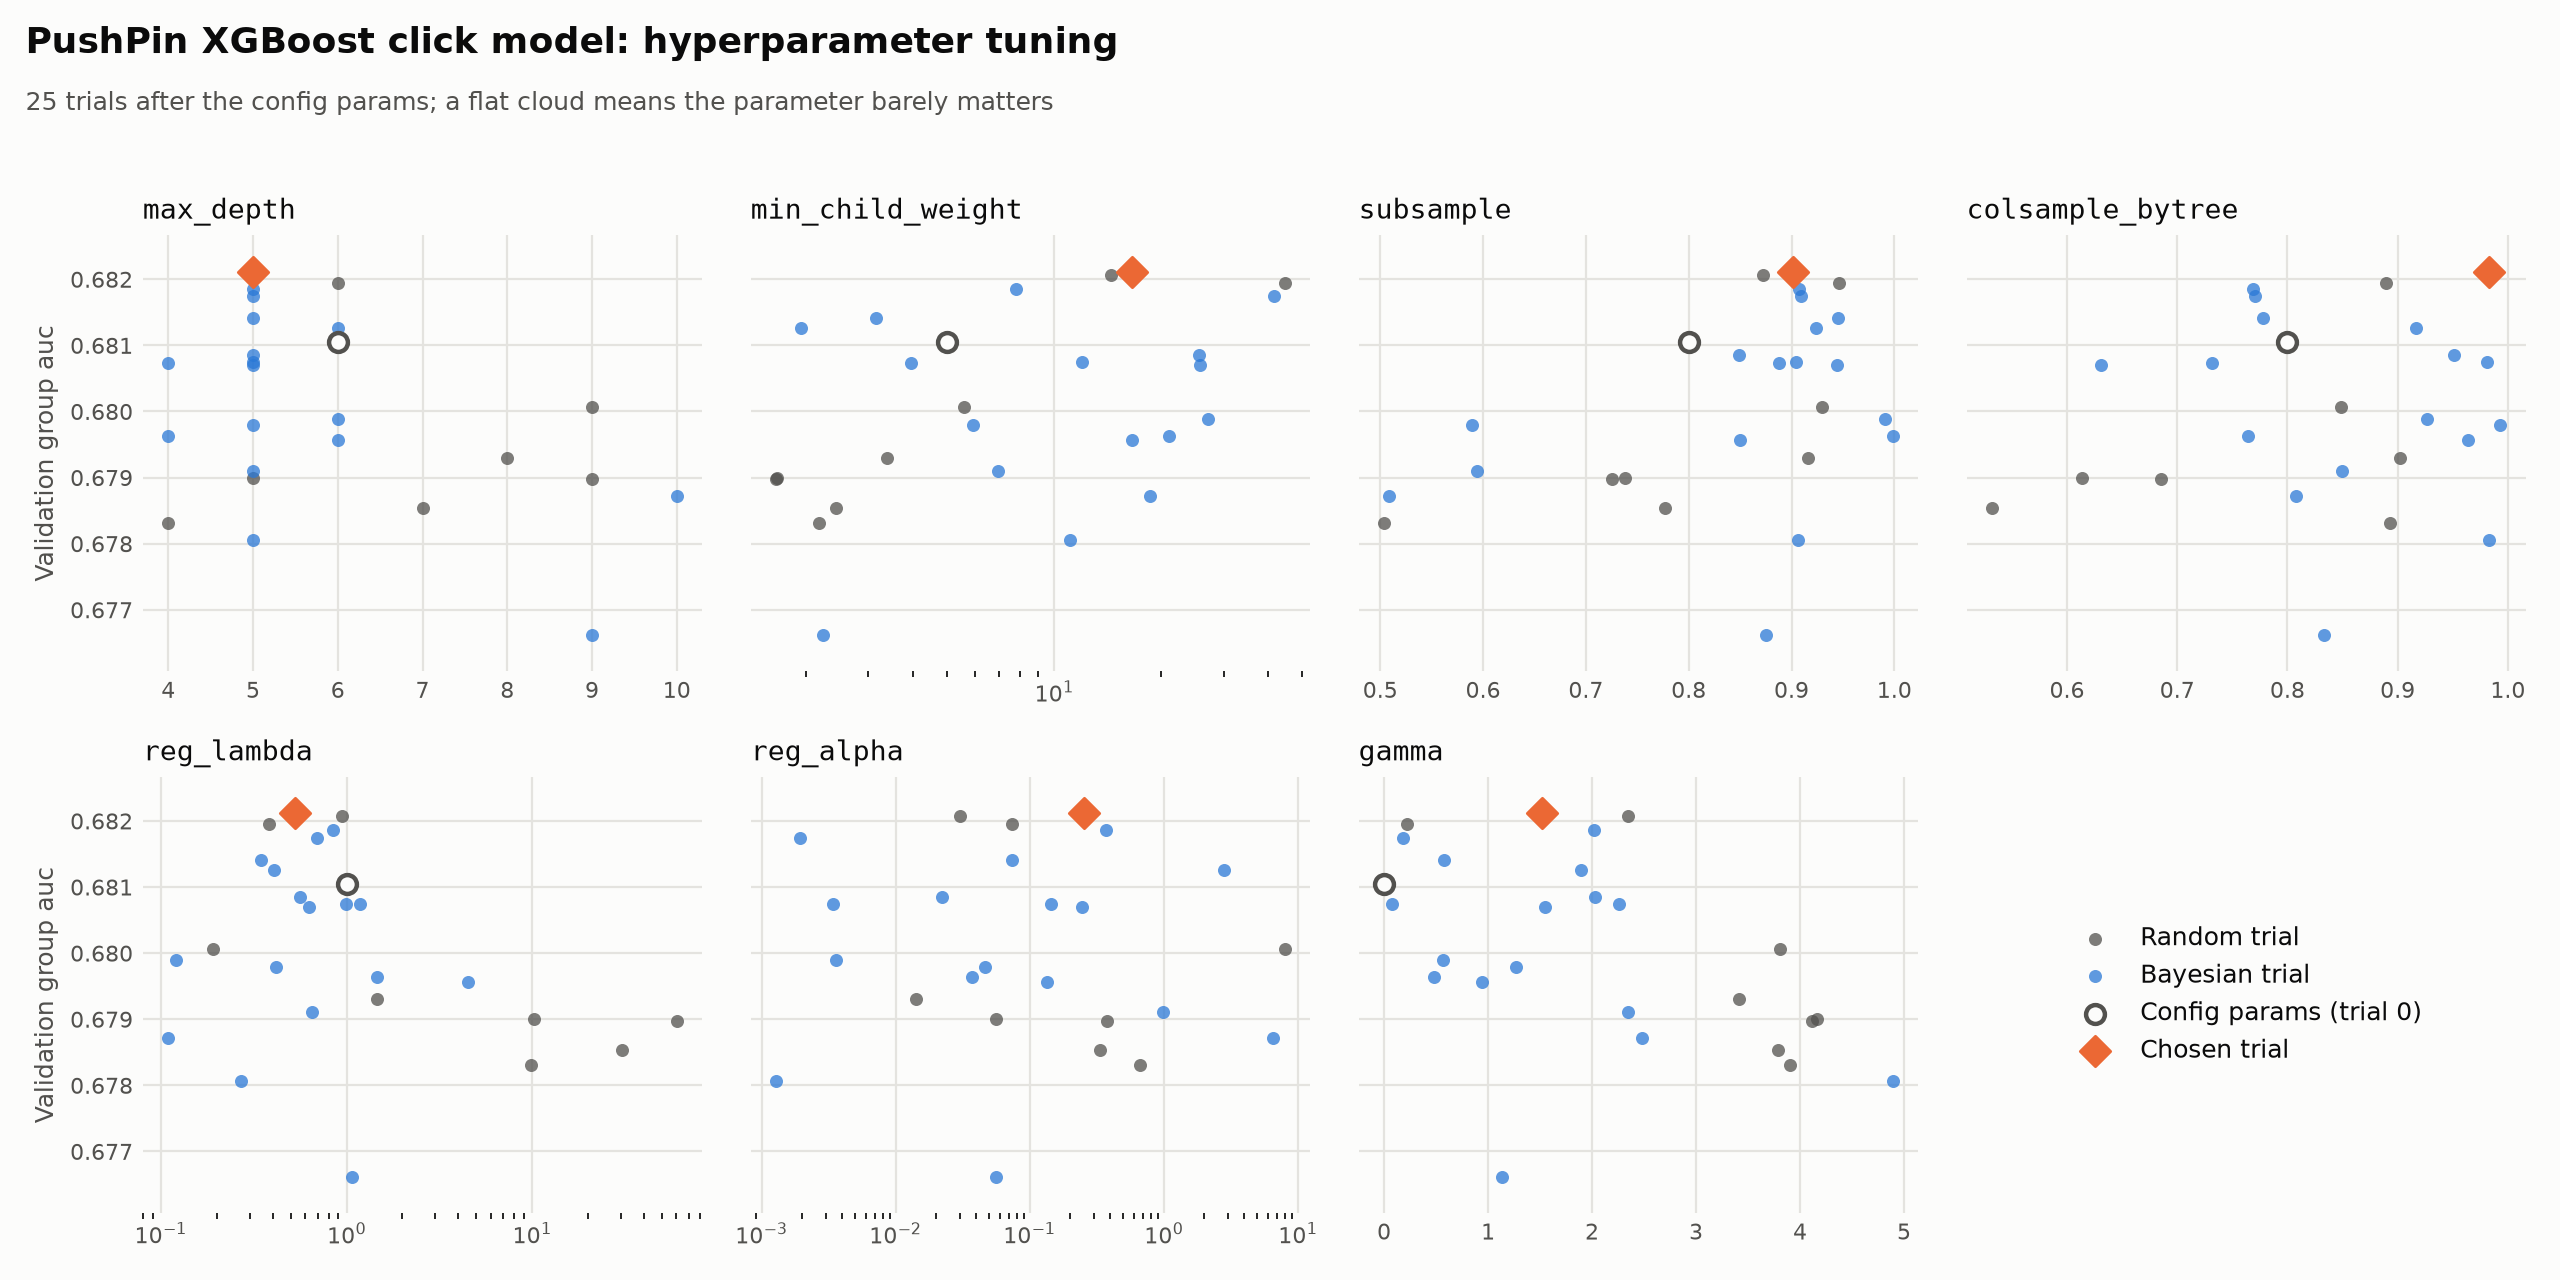 PushPin XGBoost click model: hyperparameter tuning
25 trials after the config params; a flat cloud means the parameter barely matters
max_depth
min_child_weight
subsample
colsample_bytree
Validation group auc
0.682
0.681
0.680
0.679
0.678
0.677
4 5 6 7 8 9 10
10¹
0.5 0.6 0.7 0.8 0.9 1.0
0.6 0.7 0.8 0.9 1.0
reg_lambda
reg_alpha
gamma
Validation group auc
0.682
0.681
0.680
0.679
0.678
0.677
10⁻¹ 10⁰ 10¹
10⁻³ 10⁻² 10⁻¹ 10⁰ 10¹
0 1 2 3 4 5
Random trial
Bayesian trial
Config params (trial 0)
Chosen trial